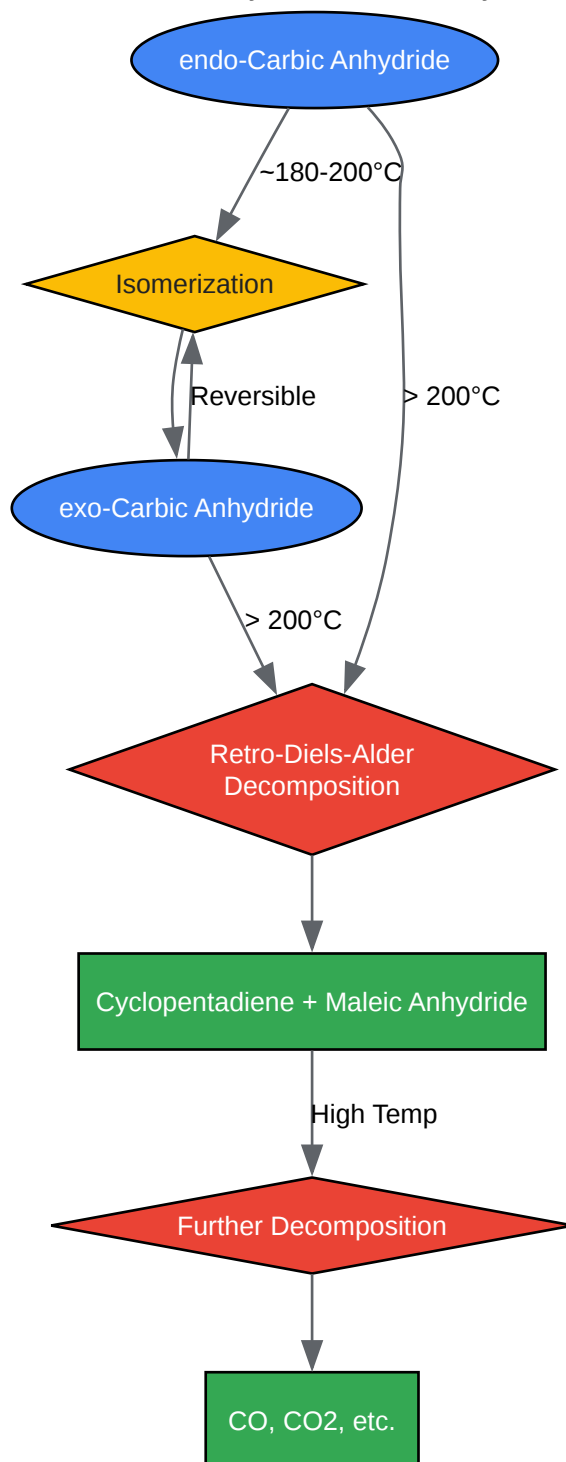 endo-Carbic Anhydride
~180-200°C
Isomerization
Reversible
> 200°C
exo-Carbic Anhydride
> 200°C
Retro-Diels-Alder
Decomposition
Cyclopentadiene + Maleic Anhydride
High Temp
Further Decomposition
CO, CO2, etc.